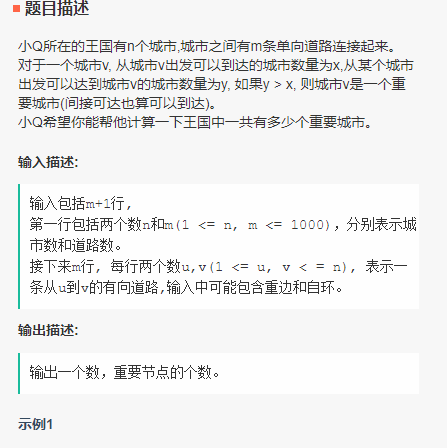 题目描述
小Q所在的王国有n个城市,城市之间有m条单向道路连接起来。
对于一个城市v, 从城市v出发可以到达的城市数量为x,从某个城市
出发可以达到城市v的城市数量为y, 如果y > x, 则城市v是一个重
要城市(间接可达也算可以到达)。
小Q希望你能帮他计算一下王国中一共有多少个重要城市。
输入描述:
输入包括m+1行,
第一行包括两个数n和m(1 <= n, m <= 1000), 分别表示城
市数和道路数。
接下来m行, 每行两个数u,v(1 <= u, v < = n), 表示一
条从u到v的有向道路,输入中可能包含重边和自环。
输出描述:
输出一个数, 重要节点的个数。
示例1